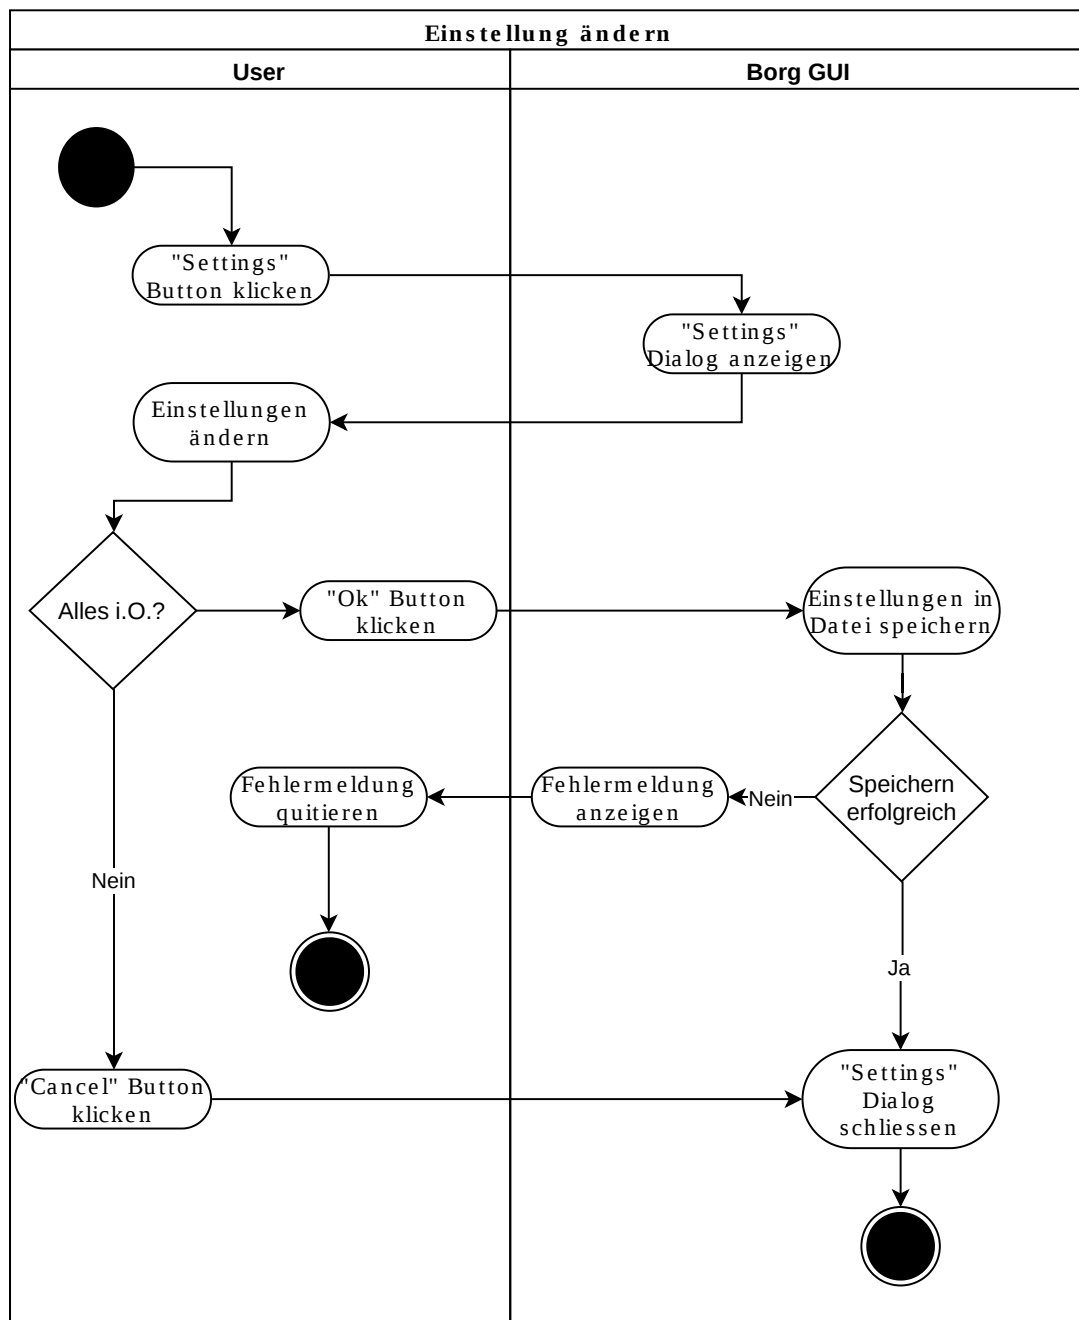 Einstellung ändern
User
Borg GUI
"Settings"
Button klicken
"Settings"
Dialog anzeigen
Einstellungen
ändern
Alles i.O.?
"Ok" Button
klicken
Einstellungen in
Datei speichern
Fehlermeldung
quitieren
Fehlermeldung
anzeigen
Nein
Speichern
erfolgreich
Nein
Ja
"Cancel" Button
klicken
"Settings"
Dialog
schliessen